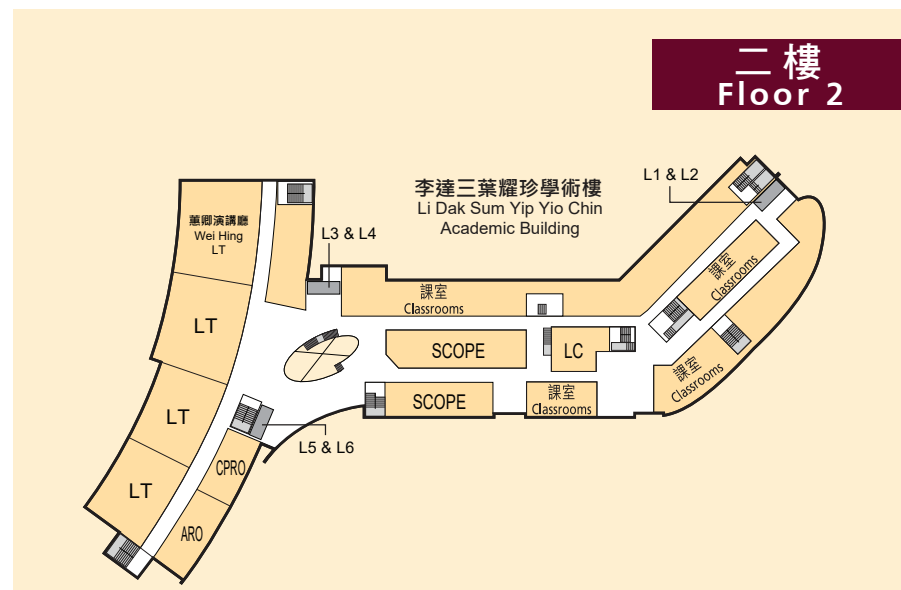 二樓
Floor 2
李達三葉耀珍學術樓
Li Dak Sum Yip Yio Chin
Academic Building
L1 & L2
蕙卿演講廳
Wei Hing
LT
L3 & L4
課室
Classrooms
課室
Classrooms
LT
SCOPE
LC
課室
Classrooms
SCOPE
課室
Classrooms
LT
L5 & L6
CPRO
LT
ARO